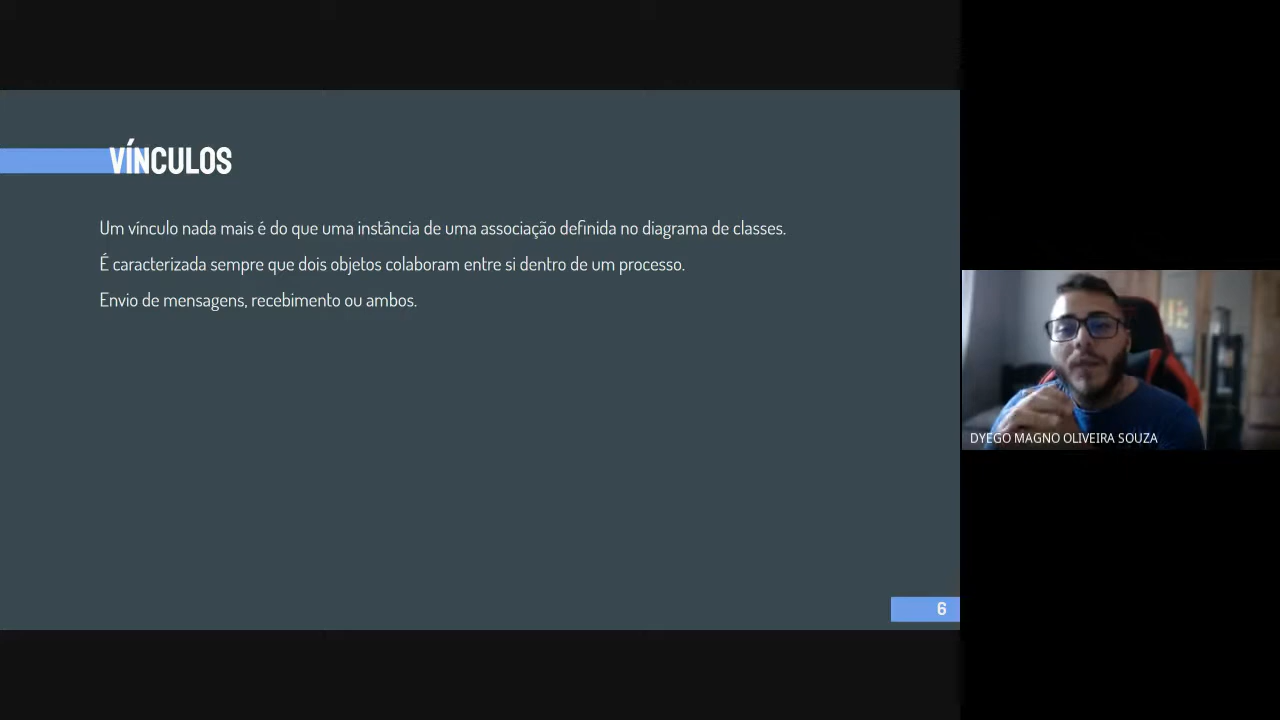 VÍNCULOS
Um vínculo nada mais é do que uma instância de uma associação definida no diagrama de classes.
É caracterizada sempre que dois objetos colaboram entre si dentro de um processo.
Envio de mensagens, recebimento ou ambos.
DYEGO MAGNO OLIVEIRA SOUZA
6